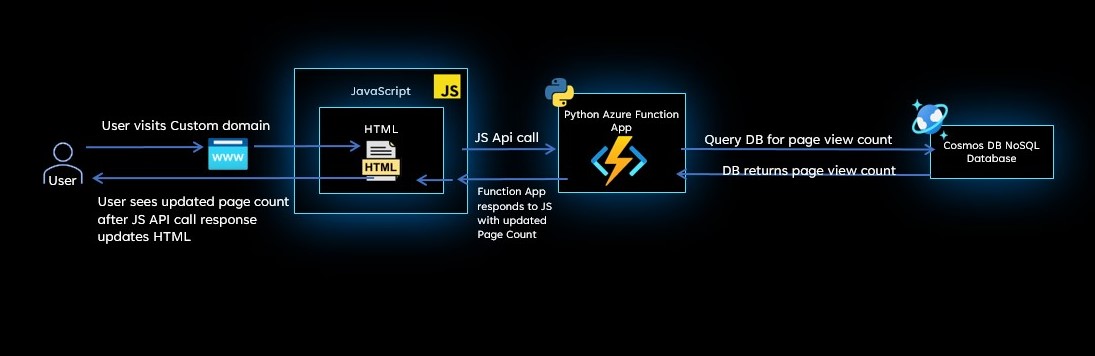 JavaScript
JS
HTML
HTML
User visits Custom domain
www
User
User sees updated page count
after JS API call response
updates HTML
JS Api call
Function App
responds to JS
with updated
Page Count
Python Azure Function
App
Query DB for page view count
DB returns page view count
Cosmos DB NoSQL
Database